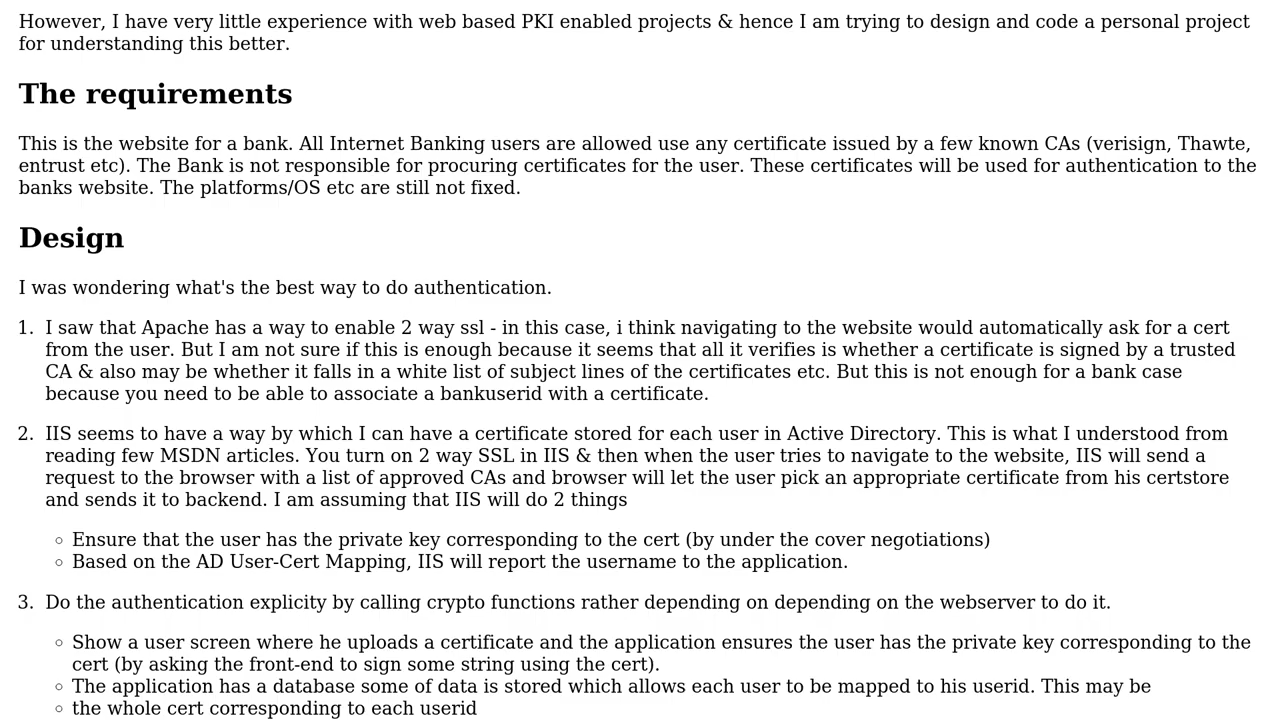 However, I have very little experience with web based PKI enabled projects & hence I am trying to design and code a personal project
for understanding this better.
The requirements
This is the website for a bank. All Internet Banking users are allowed use any certificate issued by a few known CAs (verisign, Thawte,
entrust etc). The Bank is not responsible for procuring certificates for the user. These certificates will be used for authentication to the
banks website. The platforms/OS etc are still not fixed.
Design
I was wondering what's the best way to do authentication.
1. I saw that Apache has a way to enable 2 way ssl - in this case, i think navigating to the website would automatically ask for a cert
from the user. But I am not sure if this is enough because it seems that all it verifies is whether a certificate is signed by a trusted
CA & also may be whether it falls in a white list of subject lines of the certificates etc. But this is not enough for a bank case
because you need to be able to associate a bankuserid with a certificate.
2. IIS seems to have a way by which I can have a certificate stored for each user in Active Directory. This is what I understood from
reading few MSDN articles. You turn on 2 way SSL in IIS & then when the user tries to navigate to the website, IIS will send a
request to the browser with a list of approved CAs and browser will let the user pick an appropriate certificate from his certstore
and sends it to backend. I am assuming that IIS will do 2 things
◦ Ensure that the user has the private key corresponding to the cert (by under the cover negotiations)
◦ Based on the AD User-Cert Mapping, IIS will report the username to the application.
3. Do the authentication explicity by calling crypto functions rather depending on depending on the webserver to do it.
◦ Show a user screen where he uploads a certificate and the application ensures the user has the private key corresponding to the
cert (by asking the front-end to sign some string using the cert).
◦ The application has a database some of data is stored which allows each user to be mapped to his userid. This may be
◦ the whole cert corresponding to each userid